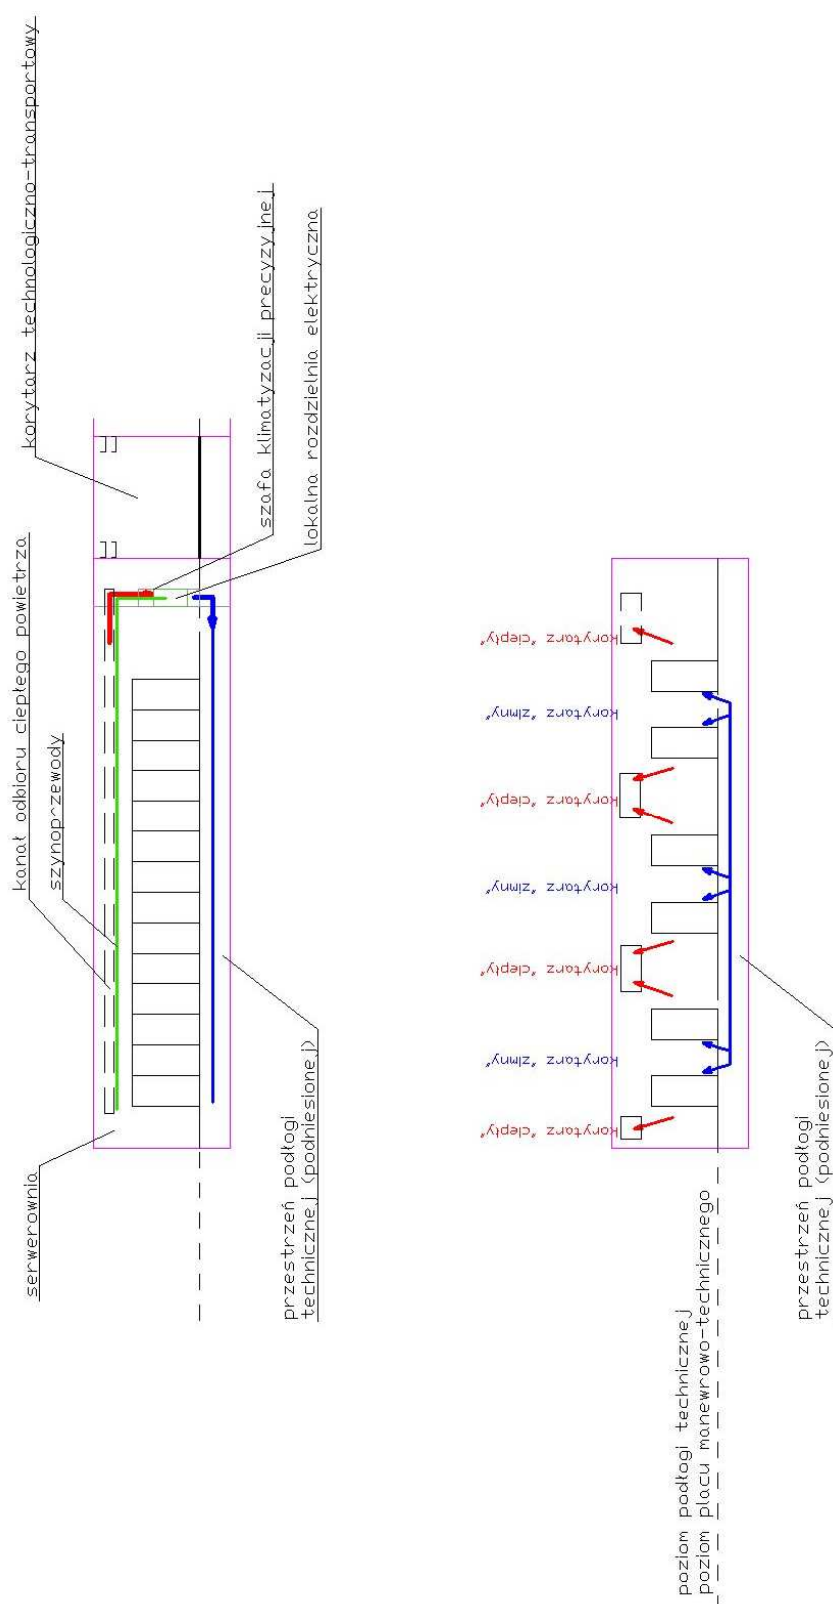 korytarz technologiczno-transportowy
kanał odbioru ciepłego powietrza
szynoprzewody
serwerownia
szafa klimatyzacji precyzyjnej
lokalna rozdzielnia elektryczna
przestrzeń podłogi
technicznej (podniesionej)
korytarz "ciepły"
korytarz "zimny"
korytarz "ciepły"
korytarz "zimny"
korytarz "ciepły"
korytarz "zimny"
korytarz "ciepły"
poziom podłogi technicznej
poziom placu manewrowo-technicznego
przestrzeń podłogi
technicznej (podniesionej)